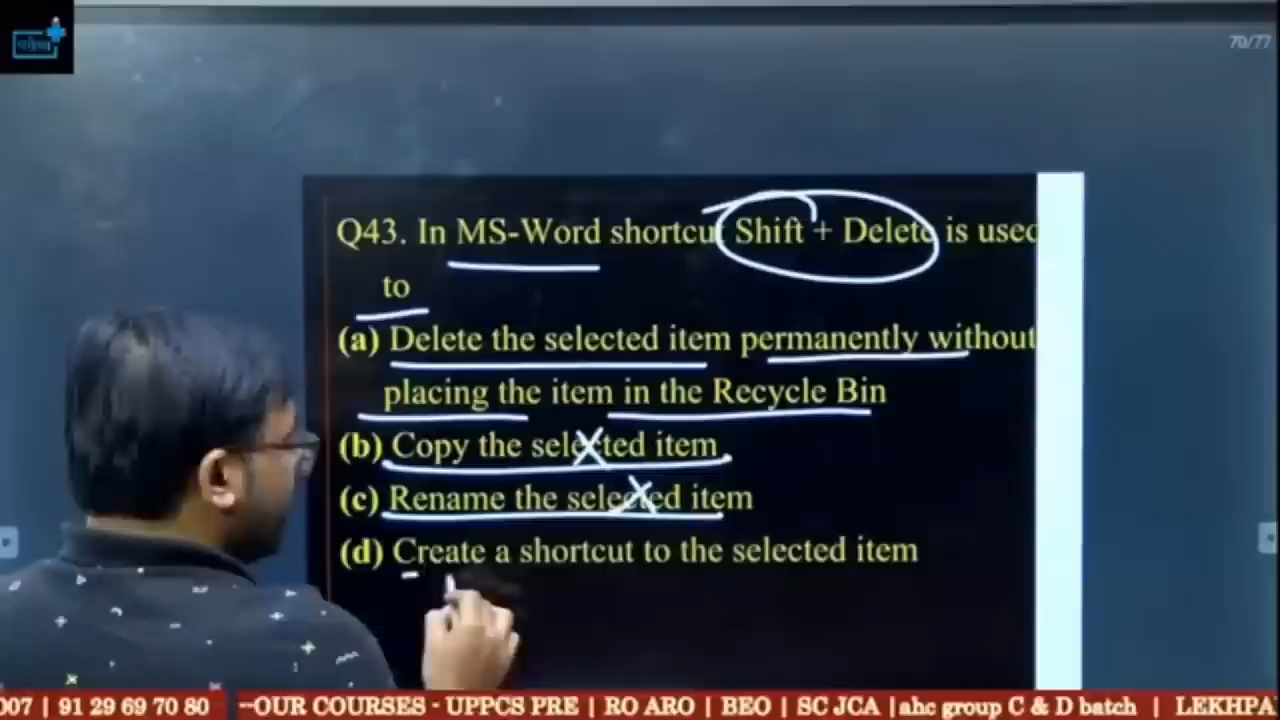 70/77
Q43. In MS-Word shortcut Shift + Delete is used
to
(a) Delete the selected item permanently without
placing the item in the Recycle Bin
(b) Copy the selected item
(c) Rename the selected item
(d) Create a shortcut to the selected item
007 | 91 29 69 70 80 --OUR COURSES - UPPCS PRE | RO ARO | BEO | SC JCA |ahc group C & D batch | LEKHPA